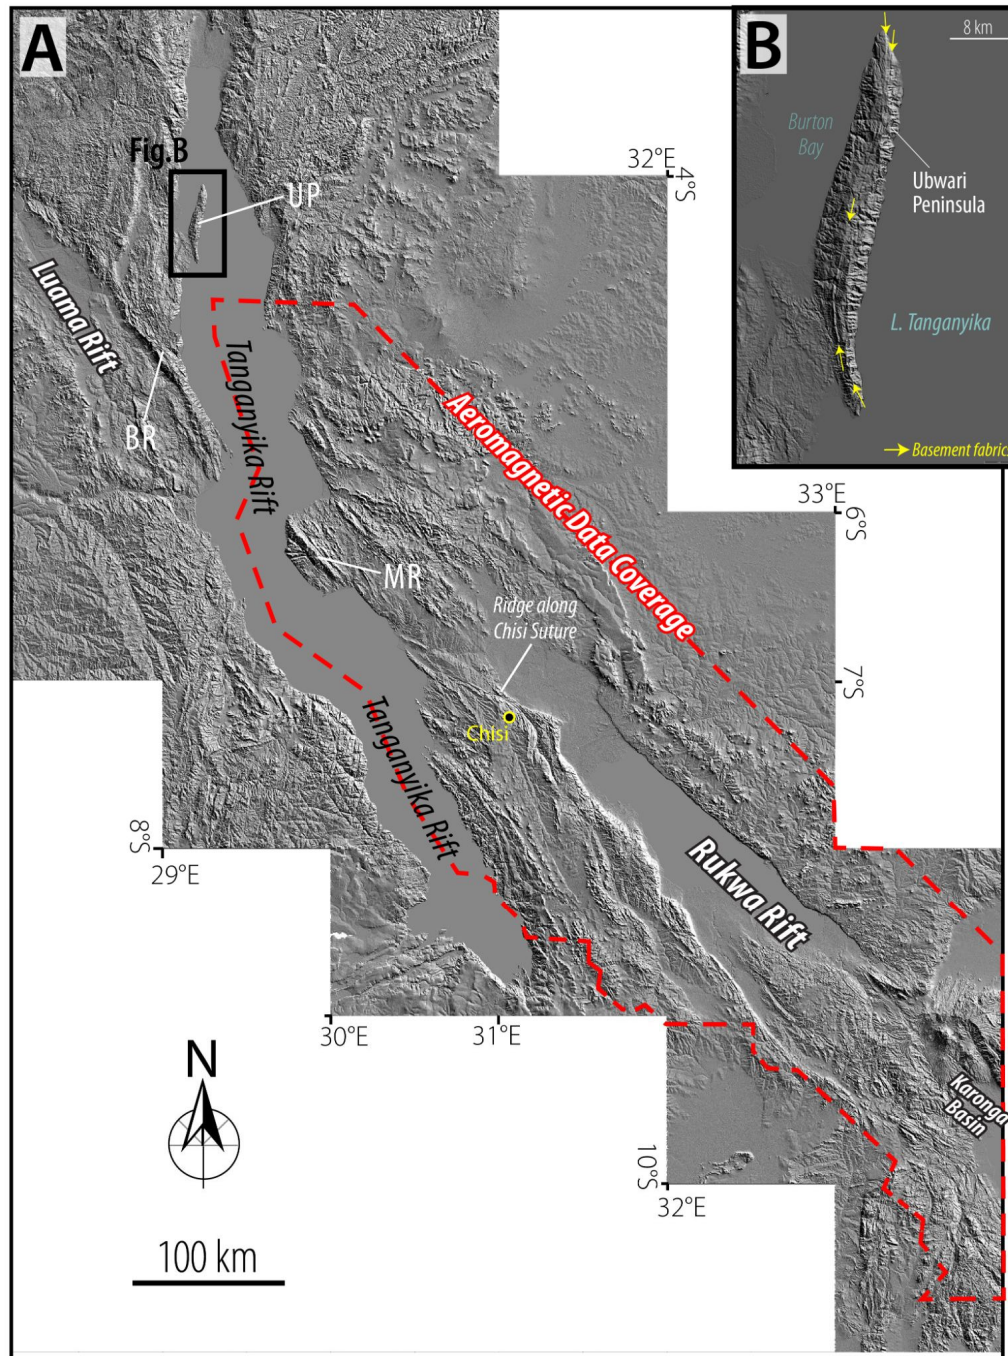 A
B
8 km
Burton
Bay
Ubwari
Peninsula
L. Tanganyika
Basement fabric
Fig.B
UP
32°E
4°S
Luama Rift
BR
Tanganyika Rift
Aeromagnetic Data Coverage
33°E
6°S
MR
Ridge along
Chisi Suture
7°S
Chisi
Tanganyika Rift
8°S
29°E
Rukwa Rift
30°E
31°E
N
Karonga
Basin
10°S
32°E
100 km